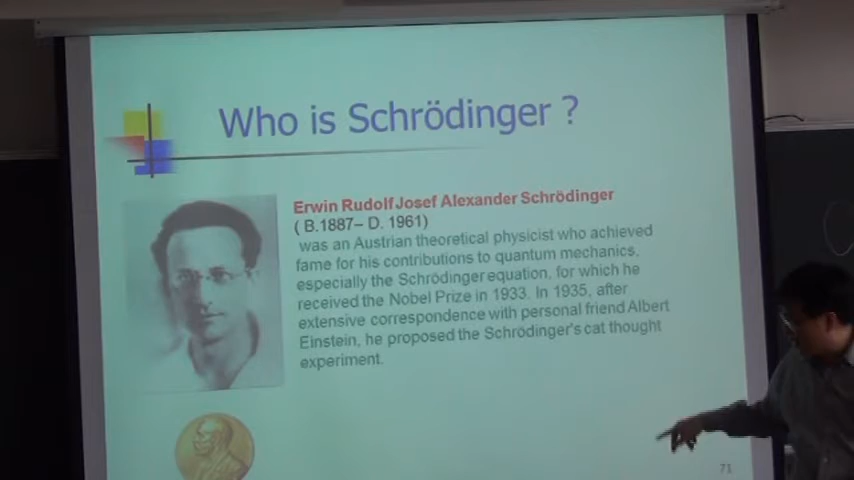 Who is Schrödinger ?
Erwin Rudolf Josef Alexander Schrödinger
( B.1887– D. 1961)
was an Austrian theoretical physicist who achieved
fame for his contributions to quantum mechanics,
especially the Schrödinger equation, for which he
received the Nobel Prize in 1933. In 1935, after
extensive correspondence with personal friend Albert
Einstein, he proposed the Schrödinger's cat thought
experiment.
71